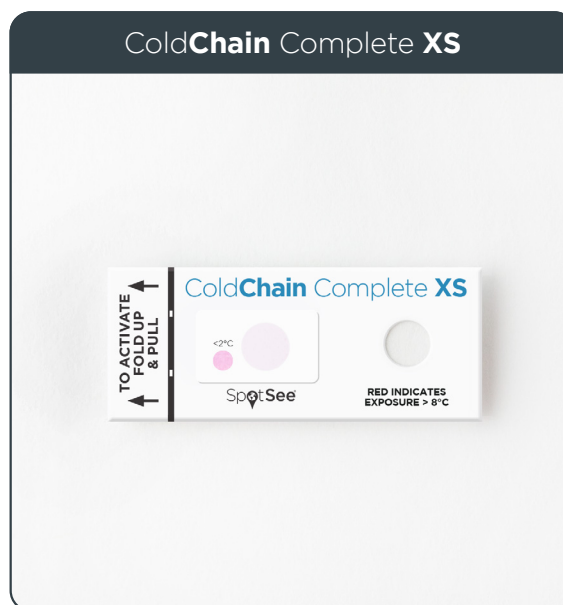 ColdChain Complete XS
TO ACTIVATE
FOLD UP
& PULL
ColdChain Complete XS
<2°C
SpotSee
RED INDICATES
EXPOSURE > 8°C